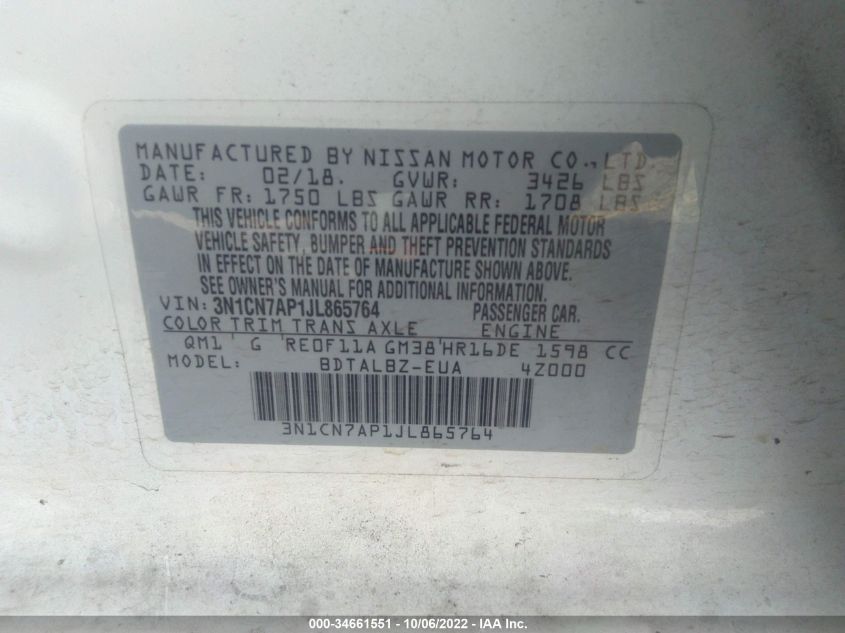 MANUFACTURED BY NISSAN MOTOR CO., LTD
DATE: 02/18. GVWR: 3426 LBS
GAWR FR: 1750 LBS GAWR RR: 1708 LBS
THIS VEHICLE CONFORMS TO ALL APPLICABLE FEDERAL MOTOR
VEHICLE SAFETY, BUMPER AND THEFT PREVENTION STANDARDS
IN EFFECT ON THE DATE OF MANUFACTURE SHOWN ABOVE.
SEE OWNER'S MANUAL FOR ADDITIONAL INFORMATION.
VIN: 3N1CN7AP1JL865764 PASSENGER CAR.
COLOR TRIM TRANS AXLE ENGINE
QM1 G RE0F11A GM38 HR16DE 1598 CC
MODEL: BDTALBZ-EUA 4Z000
3N1CN7AP1JL865764
000-34661551 - 10/06/2022 - IAA Inc.